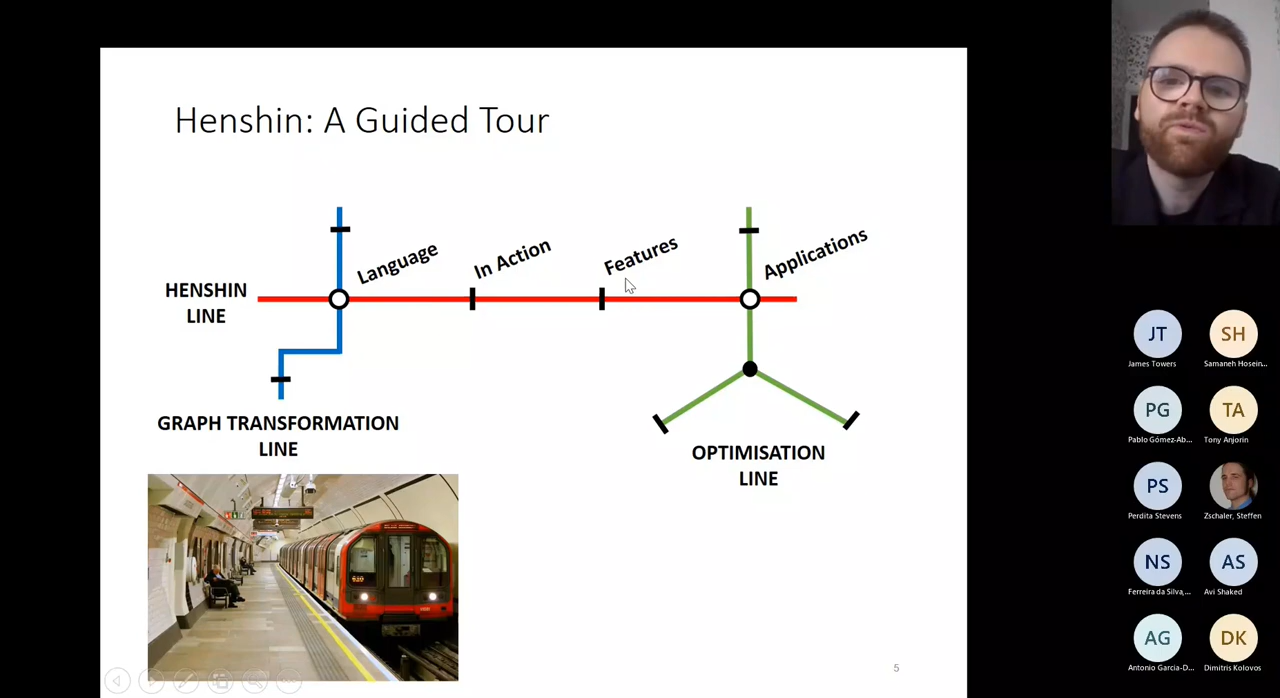 Henshin: A Guided Tour
Language
In Action
Features
Applications
HENSHIN
LINE
GRAPH TRANSFORMATION
LINE
OPTIMISATION
LINE
5
JT
James Towers
SH
Samaneh Hosein...
PG
Pablo Gómez-Ab...
TA
Tony Anjorin
PS
Perdita Stevens
Zschaler, Steffen
NS
Ferreira da Silva,...
AS
Avi Shaked
AG
Antonio Garcia-D...
DK
Dimitris Kolovos